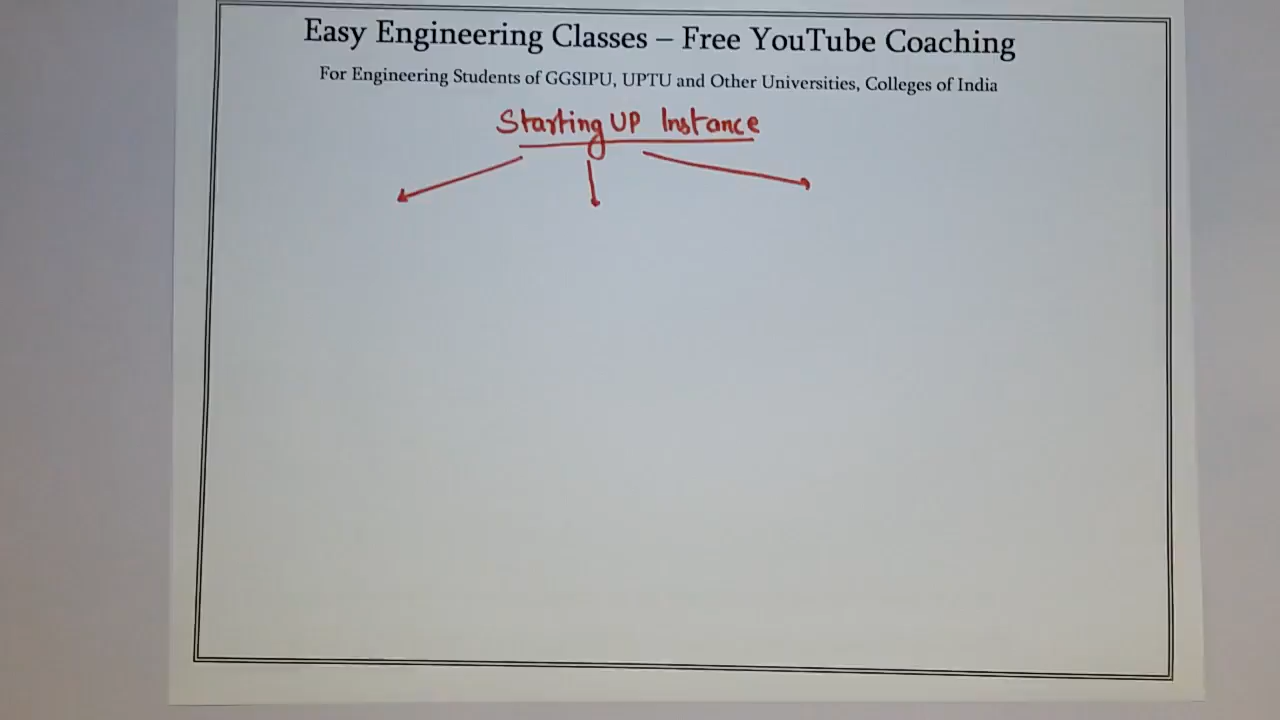 Easy Engineering Classes – Free YouTube Coaching
For Engineering Students of GGSIPU, UPTU and Other Universities, Colleges of India
Starting UP Instance